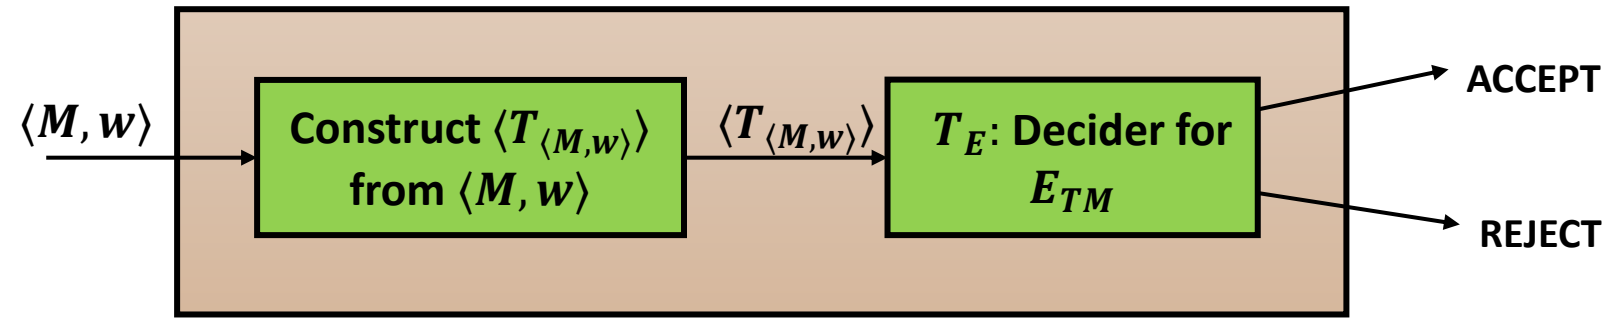 ⟨M, w⟩
Construct ⟨T⟨M,w⟩⟩
from ⟨M, w⟩
⟨T⟨M,w⟩⟩
T_E: Decider for
E_TM
ACCEPT
REJECT